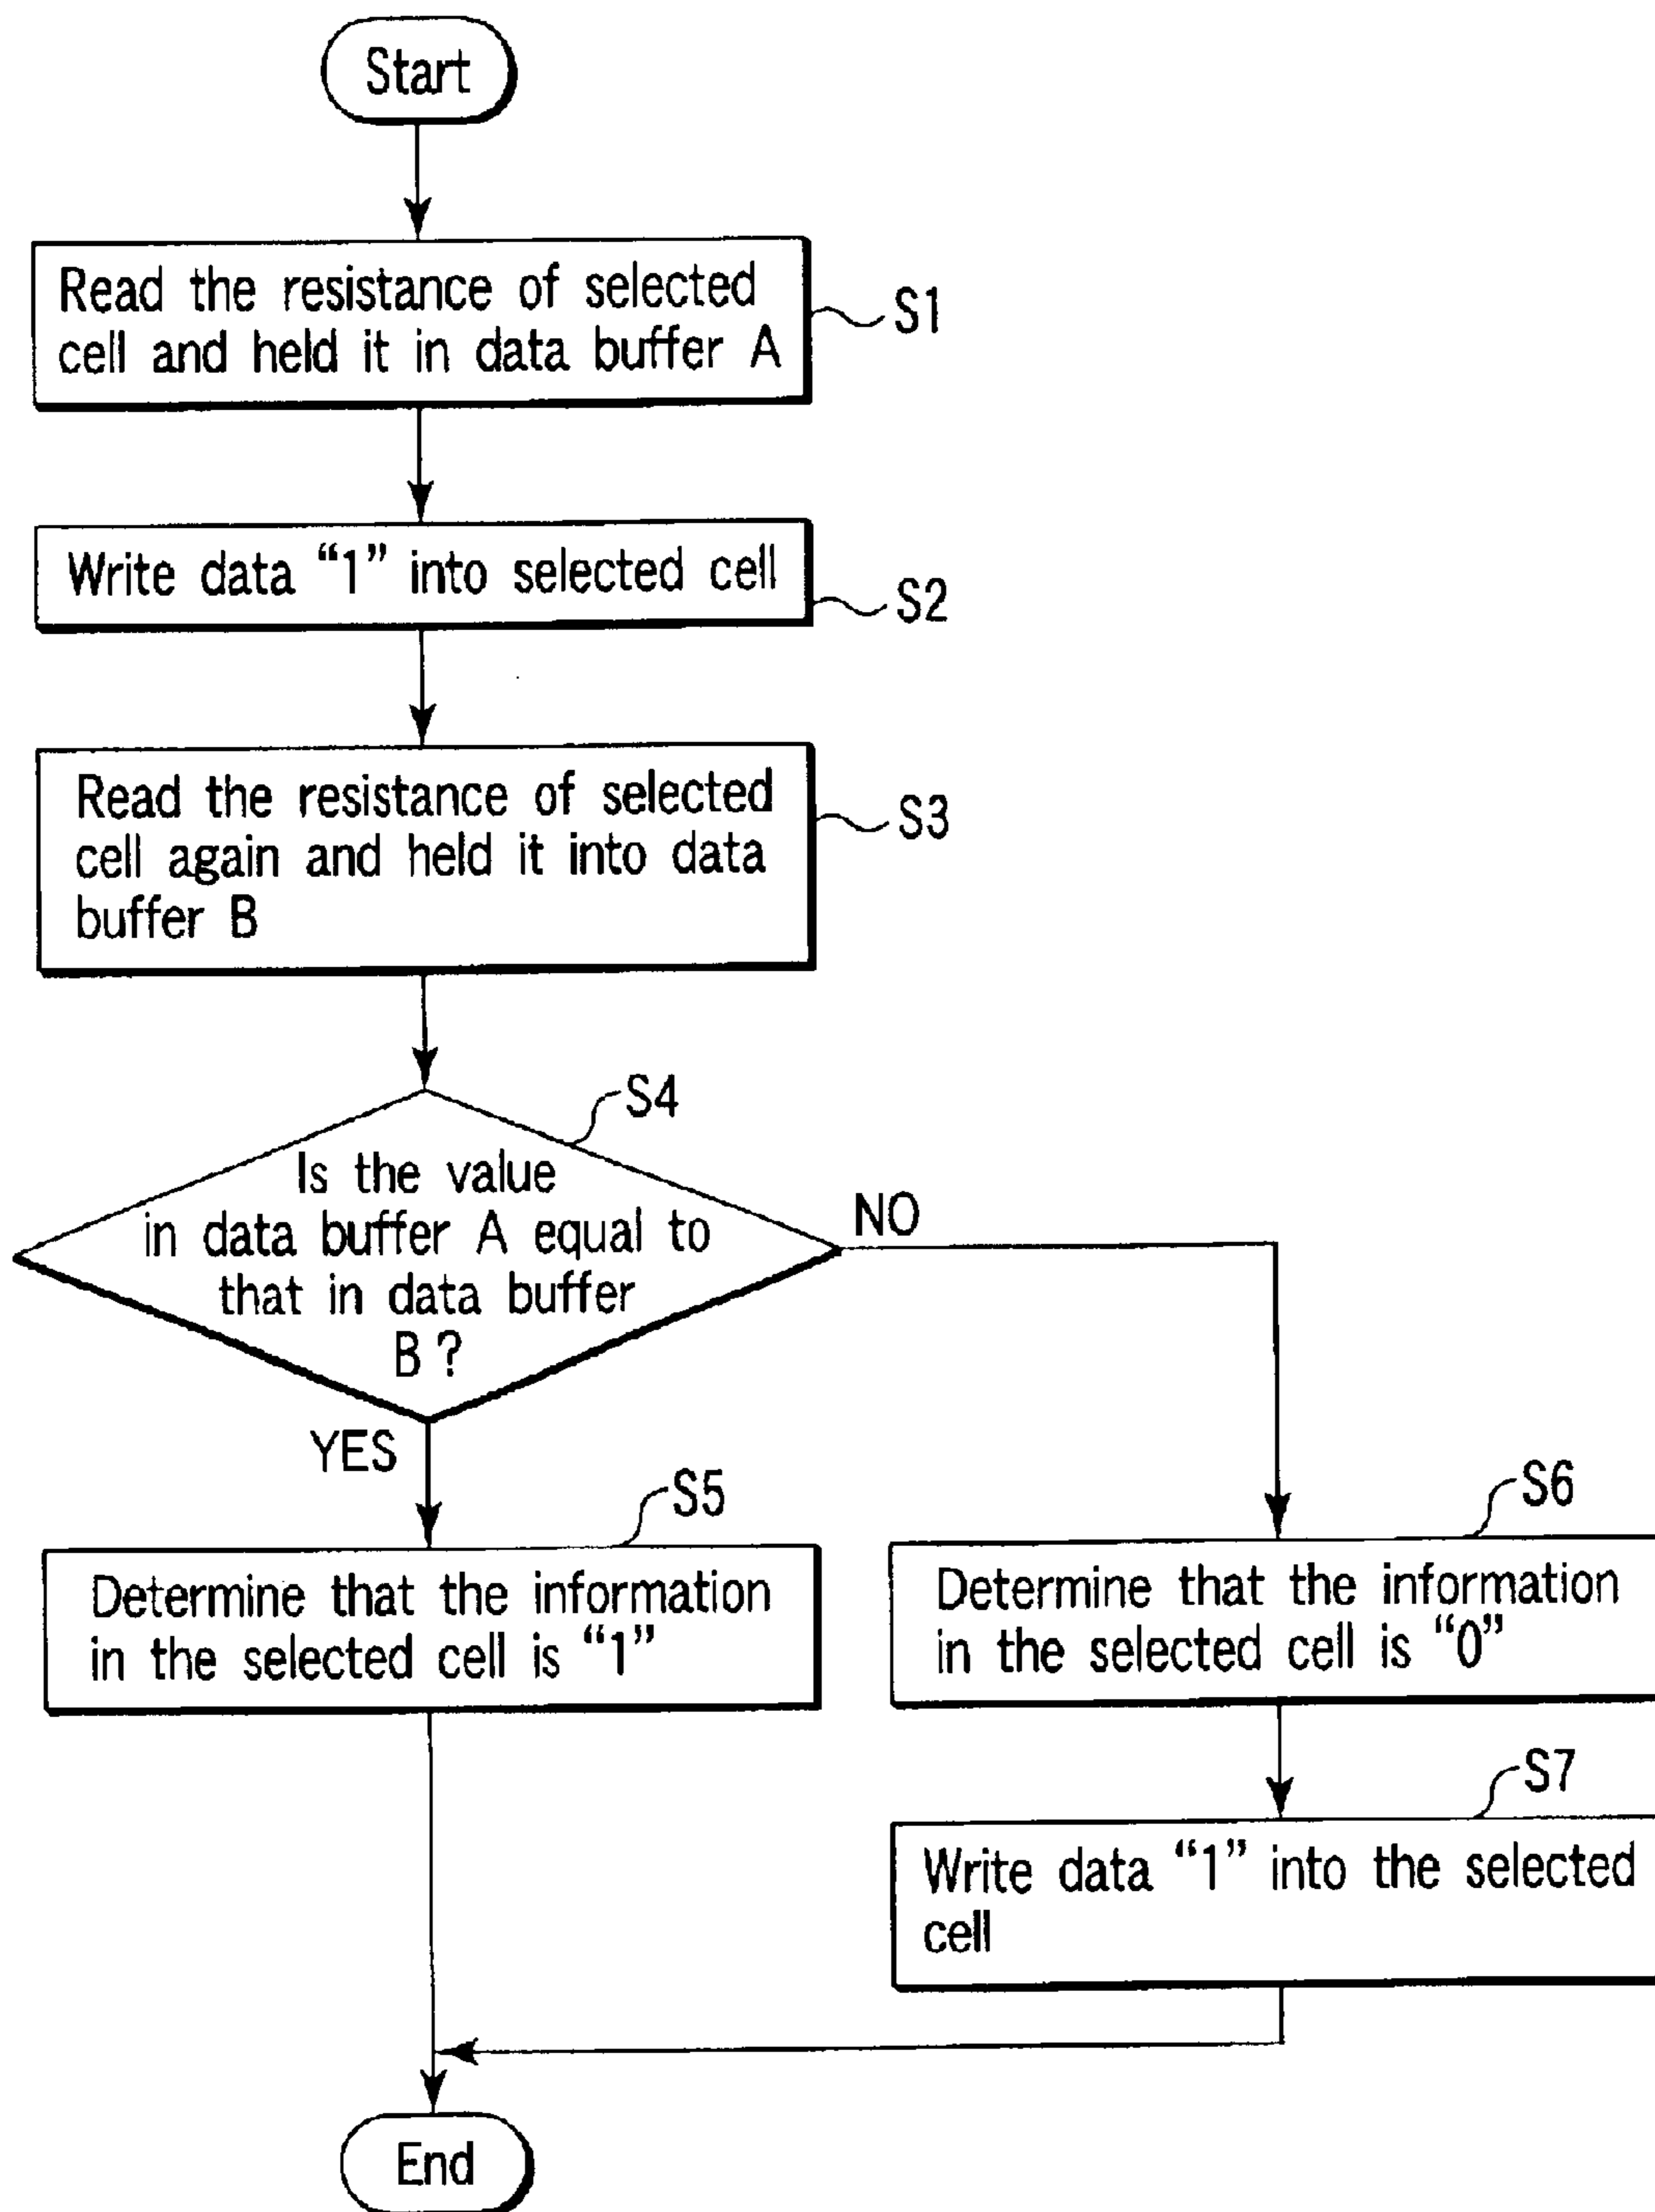 Start
Read the resistance of selected
cell and held it in data buffer A
S1
Write data “1” into selected cell
S2
Read the resistance of selected
cell again and held it into data
buffer B
S3
S4
Is the value
in data buffer A equal to
that in data buffer
B ?
NO
YES
S5
Determine that the information
in the selected cell is “1”
S6
Determine that the information
in the selected cell is “0”
S7
Write data “1” into the selected
cell
End